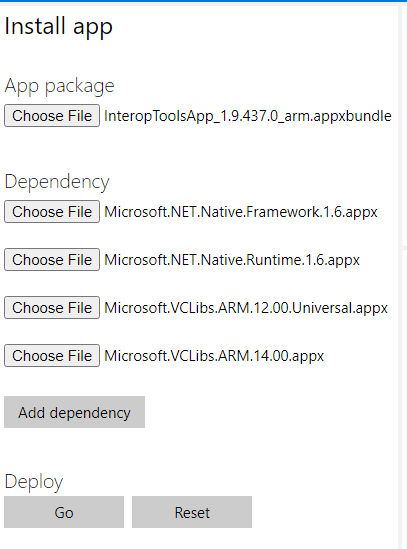 Install app
App package
Choose File InteropToolsApp_1.9.437.0_arm.appxbundle
Dependency
Choose File Microsoft.NET.Native.Framework.1.6.appx
Choose File Microsoft.NET.Native.Runtime.1.6.appx
Choose File Microsoft.VCLibs.ARM.12.00.Universal.appx
Choose File Microsoft.VCLibs.ARM.14.00.appx
Add dependency
Deploy
Go Reset